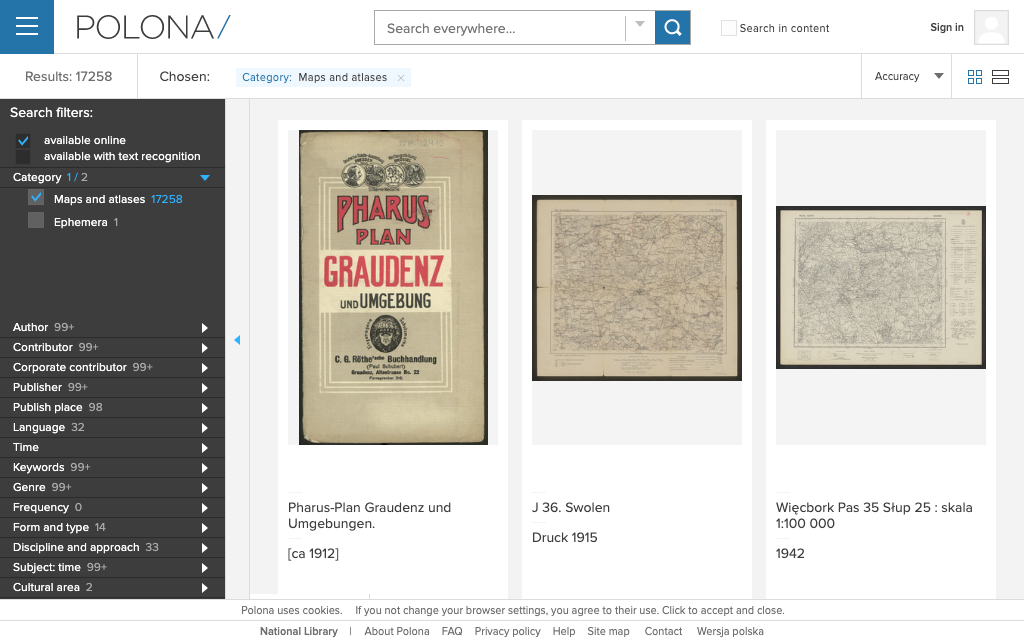 POLONA/
Search everywhere...
Search in content
Sign in
Results: 17258
Chosen:
Category: Maps and atlases ×
Accuracy
Search filters:
available online
available with text recognition
Category 1 / 2
Maps and atlases 17258
Ephemera 1
Author 99+
Contributor 99+
Corporate contributor 99+
Publisher 99+
Publish place 98
Language 32
Time
Keywords 99+
Genre 99+
Frequency 0
Form and type 14
Discipline and approach 33
Subject: time 99+
Cultural area 2
PHARUS-
PLAN
GRAUDENZ
UND UMGEBUNG
C. G. Röthe'sche Buchhandlung
(Paul Schubert)
Graudenz, Altestrasse No. 22
Pharus-Plan Graudenz und
Umgebungen.
[ca 1912]
J 36. Swolen
Druck 1915
Więcbork Pas 35 Słup 25 : skala
1:100 000
1942
Polona uses cookies. If you not change your browser settings, you agree to their use. Click to accept and close.
National Library | About Polona FAQ Privacy policy Help Site map Contact Wersja polska